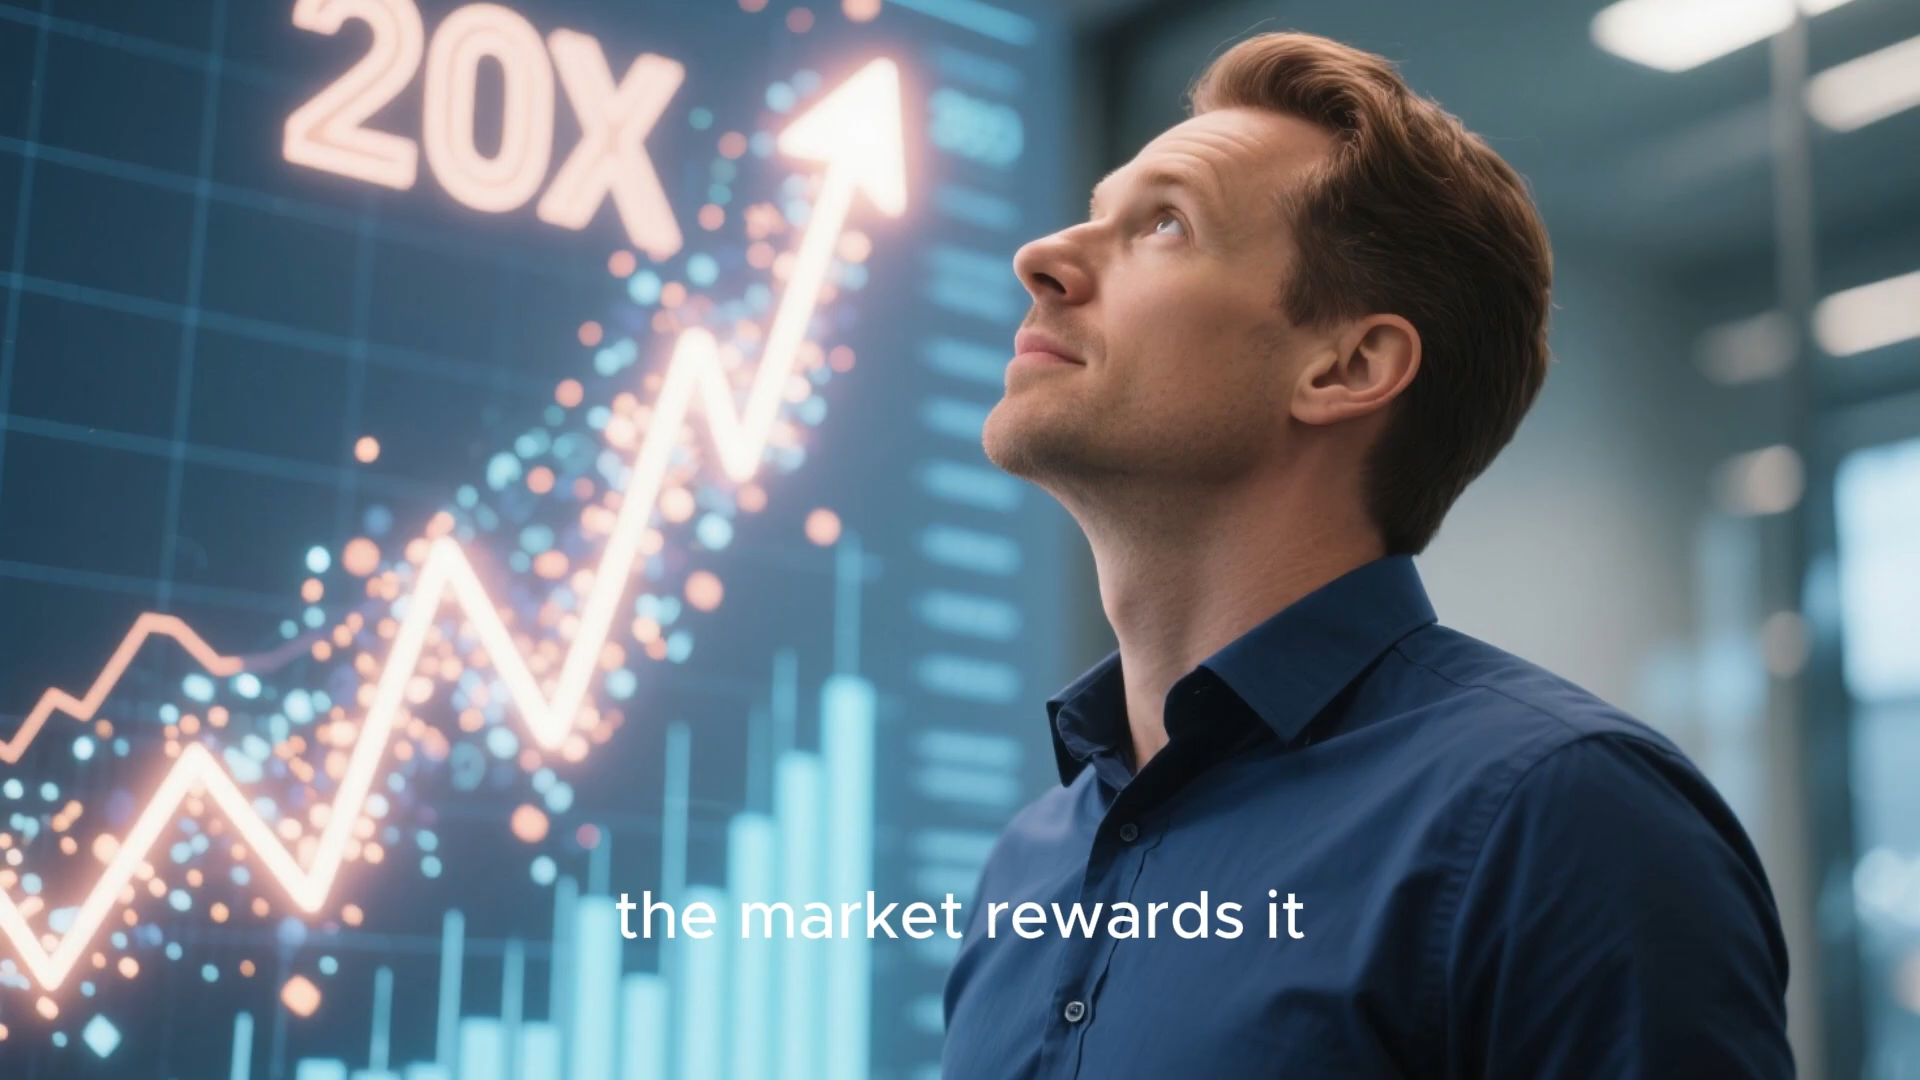 20X
the market rewards it